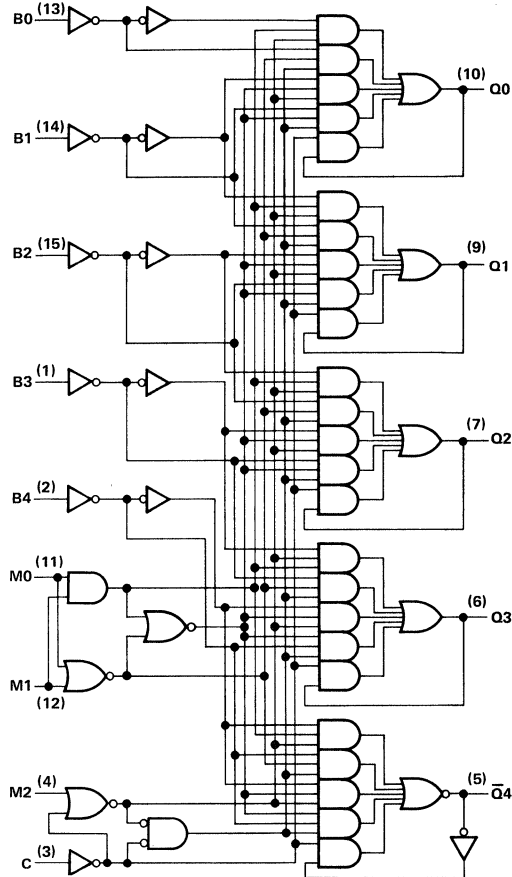 B0 (13)
(10)
Q0
B1 (14)
B2 (15)
(9)
Q1
B3 (1)
(7)
Q2
B4 (2)
M0 (11)
(6)
Q3
M1
(12)
M2 (4)
(5)
Q̅4
C (3)